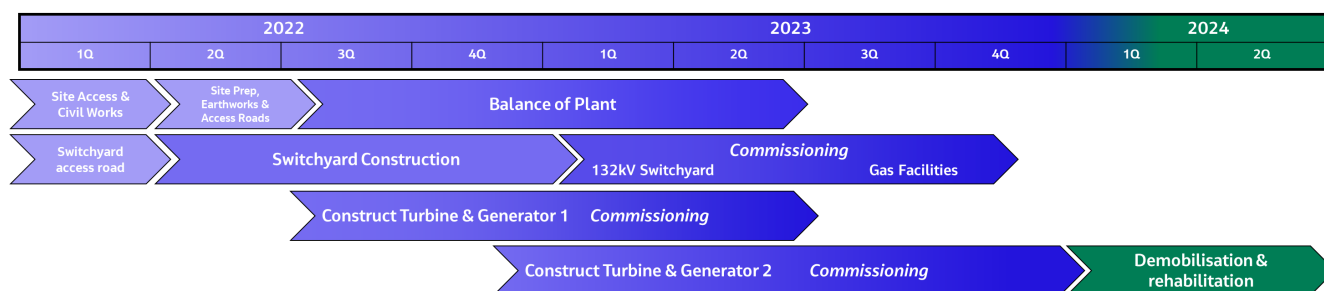 2022 2023 2024
1Q 2Q 3Q 4Q 1Q 2Q 3Q 4Q 1Q 2Q
Site Access &
Civil Works
Site Prep,
Earthworks &
Access Roads
Balance of Plant
Switchyard
access road
Switchyard Construction
Commissioning
132kV Switchyard Gas Facilities
Construct Turbine & Generator 1 Commissioning
Construct Turbine & Generator 2 Commissioning
Demobilisation &
rehabilitation